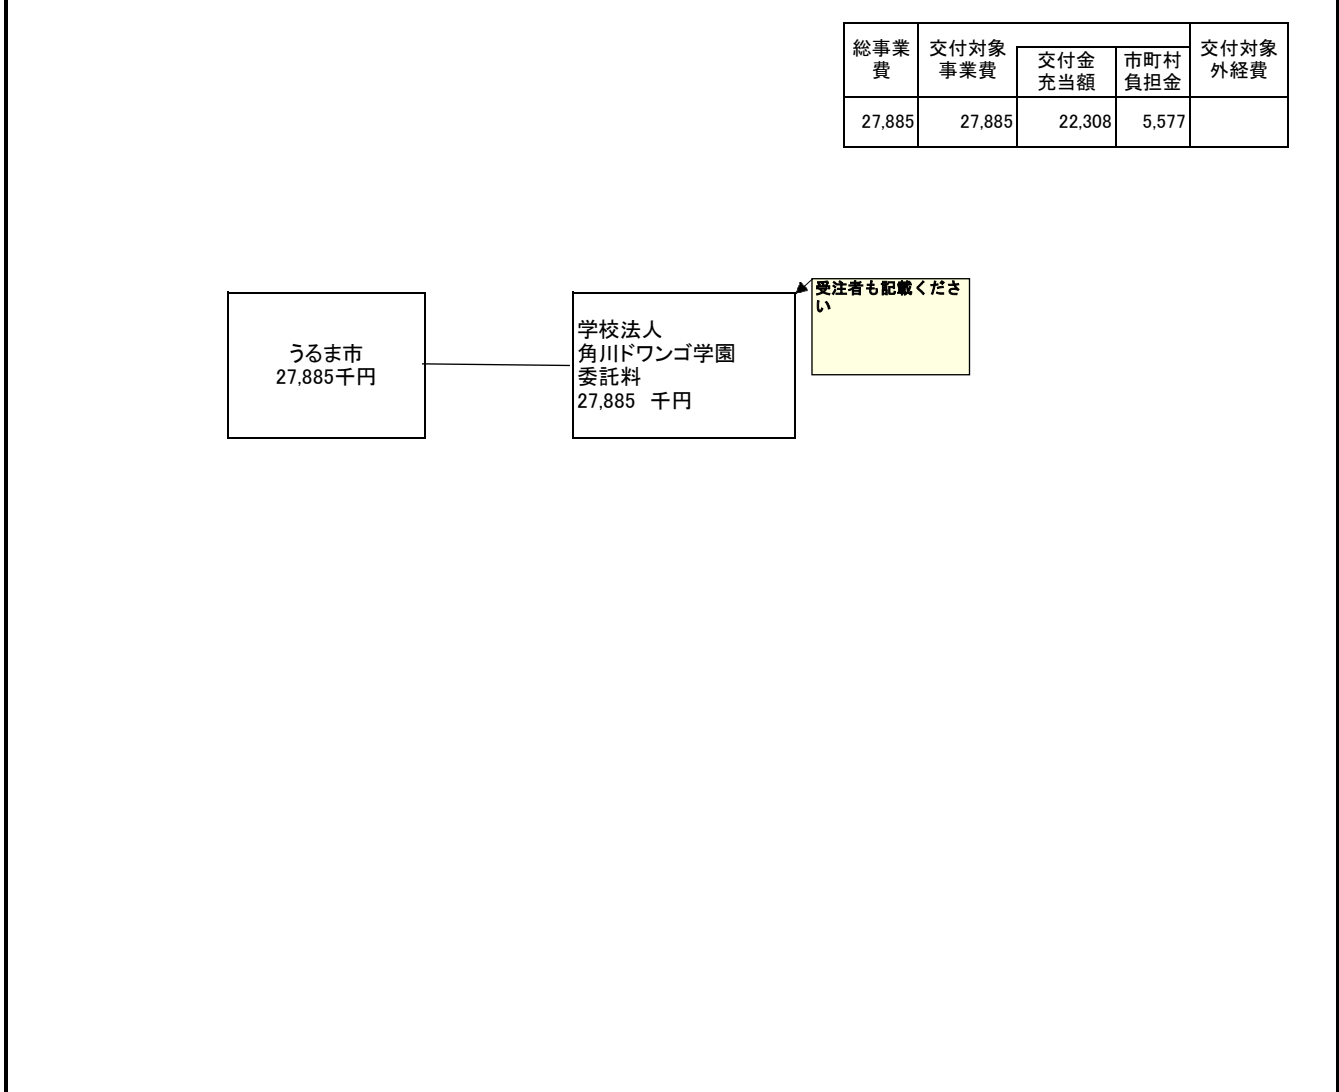 総事業
費
交付対象
事業費
交付金
充当額
市町村
負担金
交付対象
外経費
27,885 27,885 22,308 5,577
うるま市
27,885千円
学校法人
角川ドワンゴ学園
委託料
27,885 千円
受注者も記載くださ
い